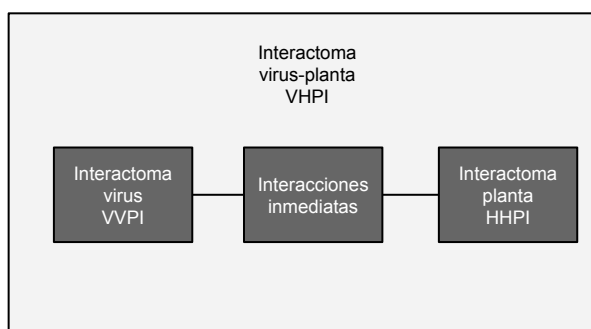 Interactoma
virus-planta
VHPI
Interactoma
virus
VVPI
Interacciones
inmediatas
Interactoma
planta
HHPI